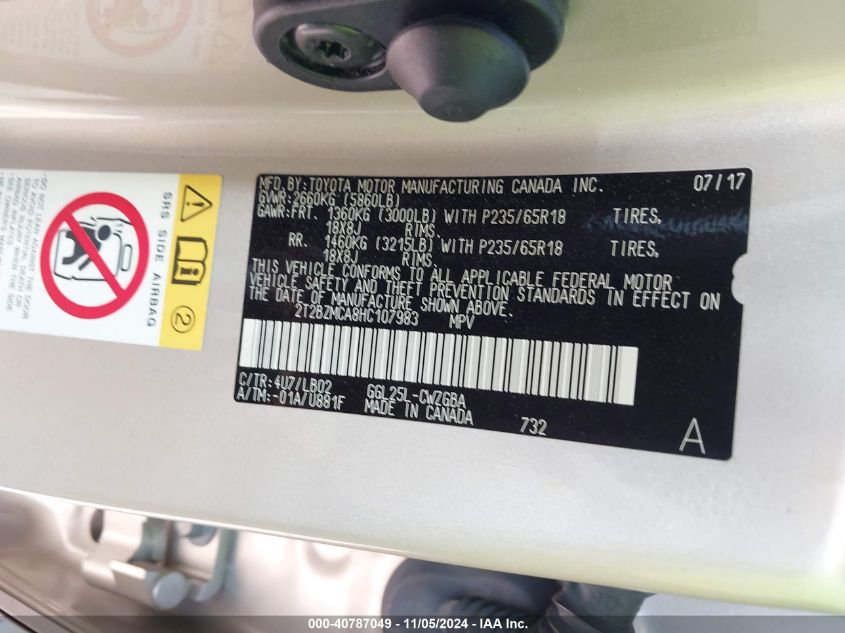 MFD.BY:TOYOTA MOTOR MANUFACTURING CANADA INC. 07/17
GVWR:2660KG (5860LB)
GAWR:FRT. 1360KG (3000LB) WITH P235/65R18 TIRES,
18X8J RIMS.
RR. 1460KG (3215LB) WITH P235/65R18 TIRES,
18X8J RIMS.
THIS VEHICLE CONFORMS TO ALL APPLICABLE FEDERAL MOTOR
VEHICLE SAFETY AND THEFT PREVENTION STANDARDS IN EFFECT ON
THE DATE OF MANUFACTURE SHOWN ABOVE.
2T2BZMCA8HC107983 MPV
C/TR:4U7/LB02 GGL25L-CWZGBA
A/TM:-01A/U881F MADE IN CANADA 732
A
SRS SIDE AIRBAG
2
000-40787049 - 11/05/2024 - IAA Inc.